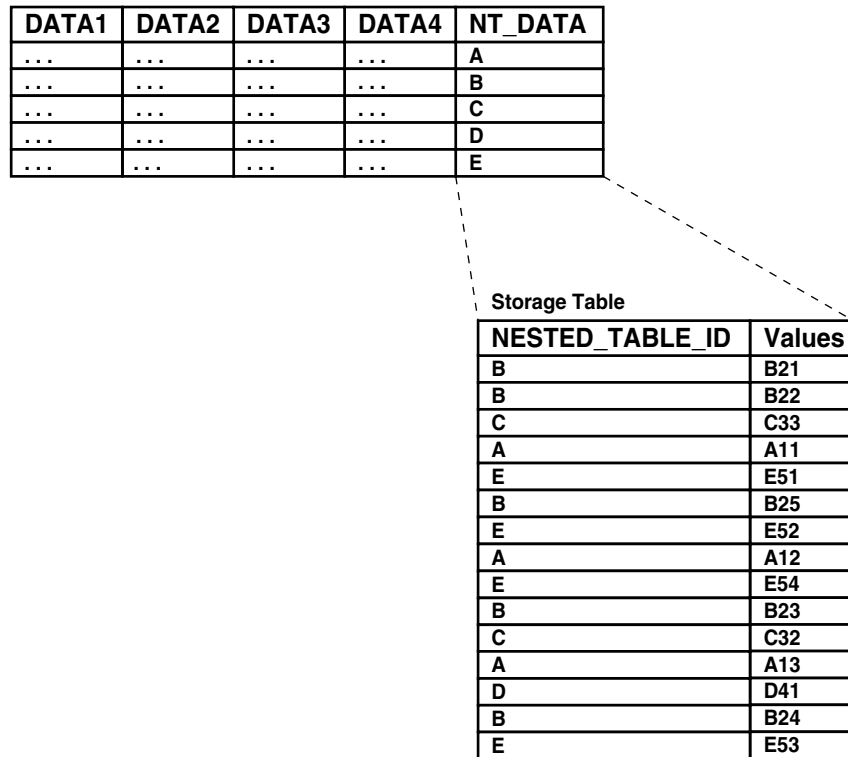 DATA1 DATA2 DATA3 DATA4 NT_DATA
. . . . . . . . . . . . A
. . . . . . . . . . . . B
. . . . . . . . . . . . C
. . . . . . . . . . . . D
. . . . . . . . . . . . E
Storage Table
NESTED_TABLE_ID Values
B B21
B B22
C C33
A A11
E E51
B B25
E E52
A A12
E E54
B B23
C C32
A A13
D D41
B B24
E E53